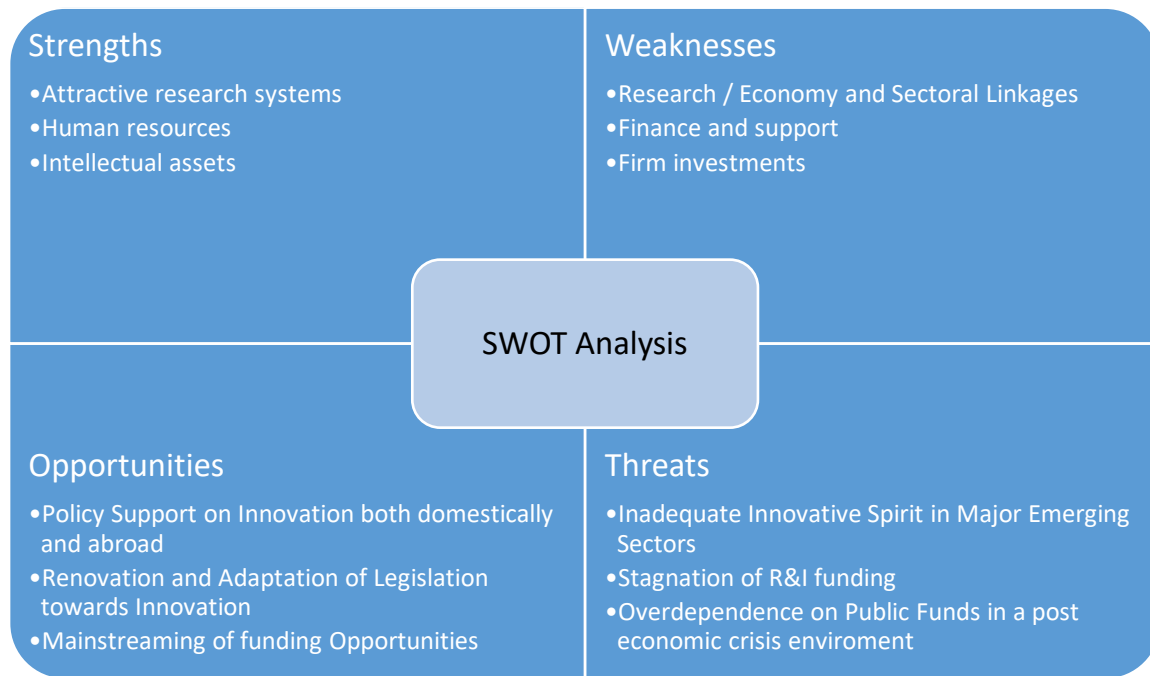 Strengths
•Attractive research systems
•Human resources
•Intellectual assets
Weaknesses
•Research / Economy and Sectoral Linkages
•Finance and support
•Firm investments
SWOT Analysis
Opportunities
•Policy Support on Innovation both domestically
and abroad
•Renovation and Adaptation of Legislation
towards Innovation
•Mainstreaming of funding Opportunities
Threats
•Inadequate Innovative Spirit in Major Emerging
Sectors
•Stagnation of R&I funding
•Overdependence on Public Funds in a post
economic crisis enviroment